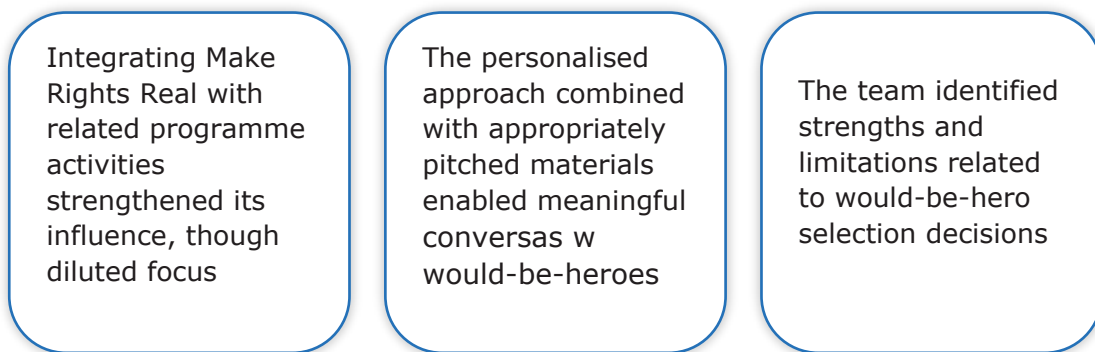 Integrating Make
Rights Real with
related programme
activities
strengthened its
influence, though
diluted focus
The personalised
approach combined
with appropriately
pitched materials
enabled meaningful
conversas w
would-be-heroes
The team identified
strengths and
limitations related
to would-be-hero
selection decisions